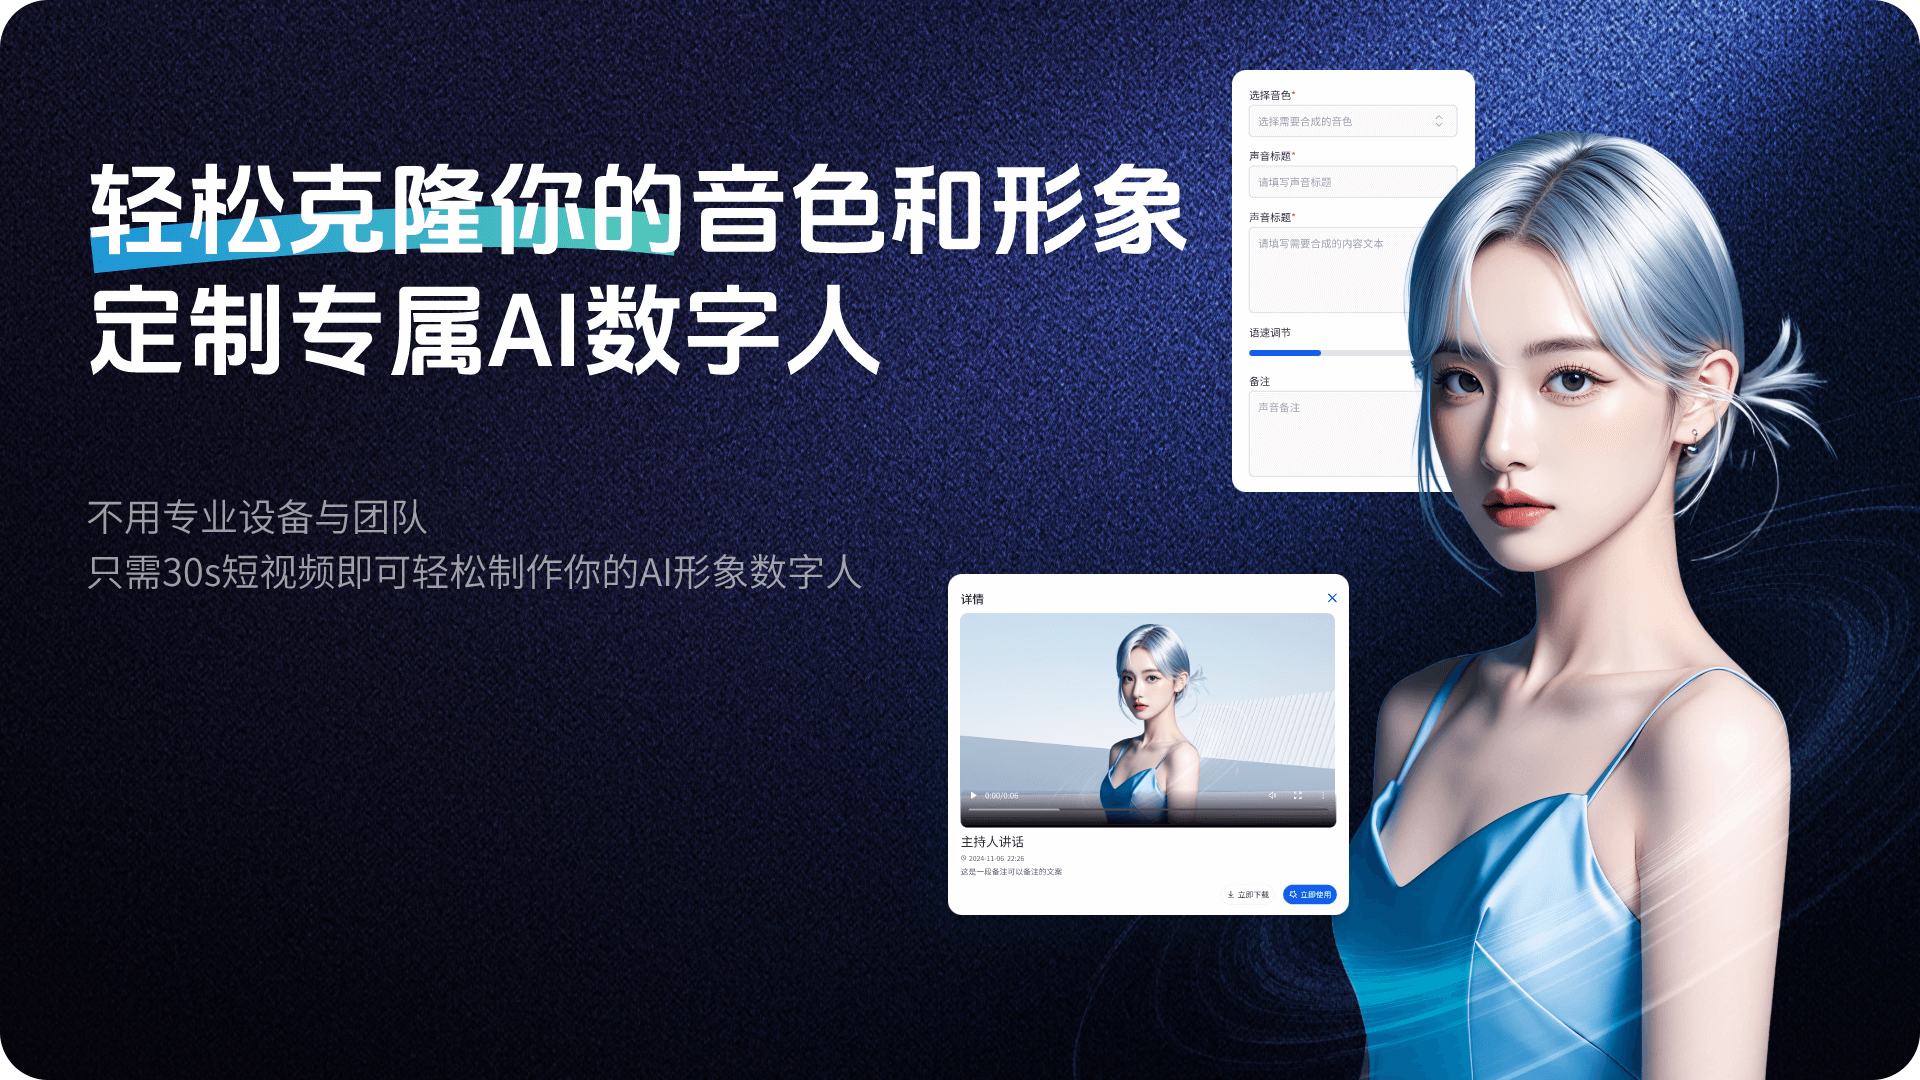 轻松克隆你的音色和形象
定制专属AI数字人
不用专业设备与团队
只需30s短视频即可轻松制作你的AI形象数字人
选择音色*
选择需要合成的音色
声音标题*
请填写声音标题
声音标题*
请填写需要合成的内容文本
语速调节
备注
声音备注
详情
0:00/0:06
主持人讲话
2024-11-06 22:26
这是一段备注可以备注的文案
立即下载
立即使用